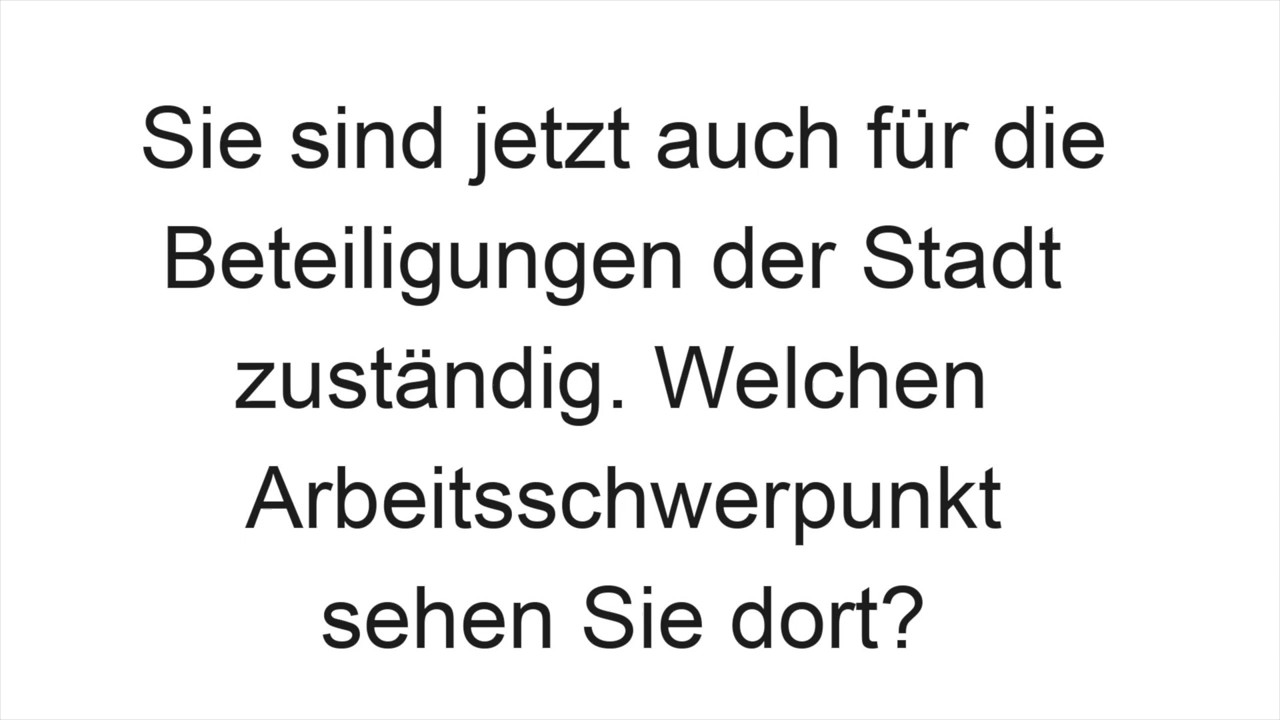 Sie sind jetzt auch für die
Beteiligungen der Stadt
zuständig. Welchen
Arbeitsschwerpunkt
sehen Sie dort?